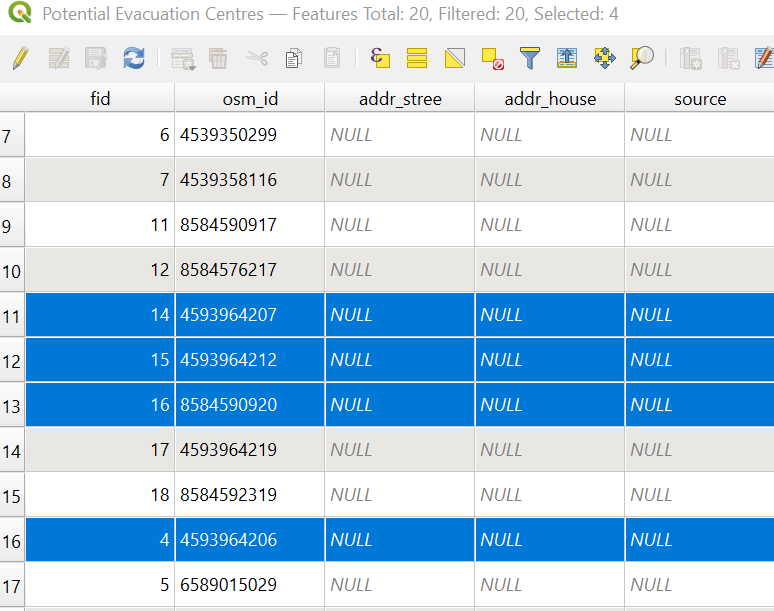 Potential Evacuation Centres — Features Total: 20, Filtered: 20, Selected: 4
fid osm_id addr_stree addr_house source
7 6 4539350299 NULL NULL NULL
8 7 4539358116 NULL NULL NULL
9 11 8584590917 NULL NULL NULL
10 12 8584576217 NULL NULL NULL
11 14 4593964207 NULL NULL NULL
12 15 4593964212 NULL NULL NULL
13 16 8584590920 NULL NULL NULL
14 17 4593964219 NULL NULL NULL
15 18 8584592319 NULL NULL NULL
16 4 4593964206 NULL NULL NULL
17 5 6589015029 NULL NULL NULL